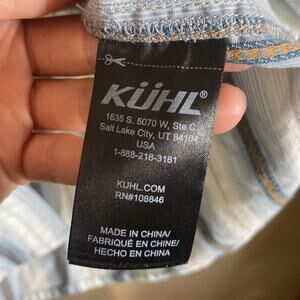 KÜHL®
1635 S. 5070 W, Ste C
Salt Lake City, UT 84104
USA
1-888-218-3181
KUHL.COM
RN#108846
MADE IN CHINA/
FABRIQUÉ EN CHINE/
HECHO EN CHINA